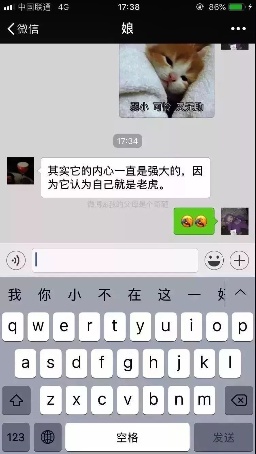 中国联通 4G 17:38 86%
微信 娘
弱小 可怜 又无助
17:34
其实它的内心一直是强大的。因
为它认为自己就是老虎。
我 你 小 不 在 这 一
q w e r t y u i o p
a s d f g h j k l
z x c v b n m
123 空格 发送